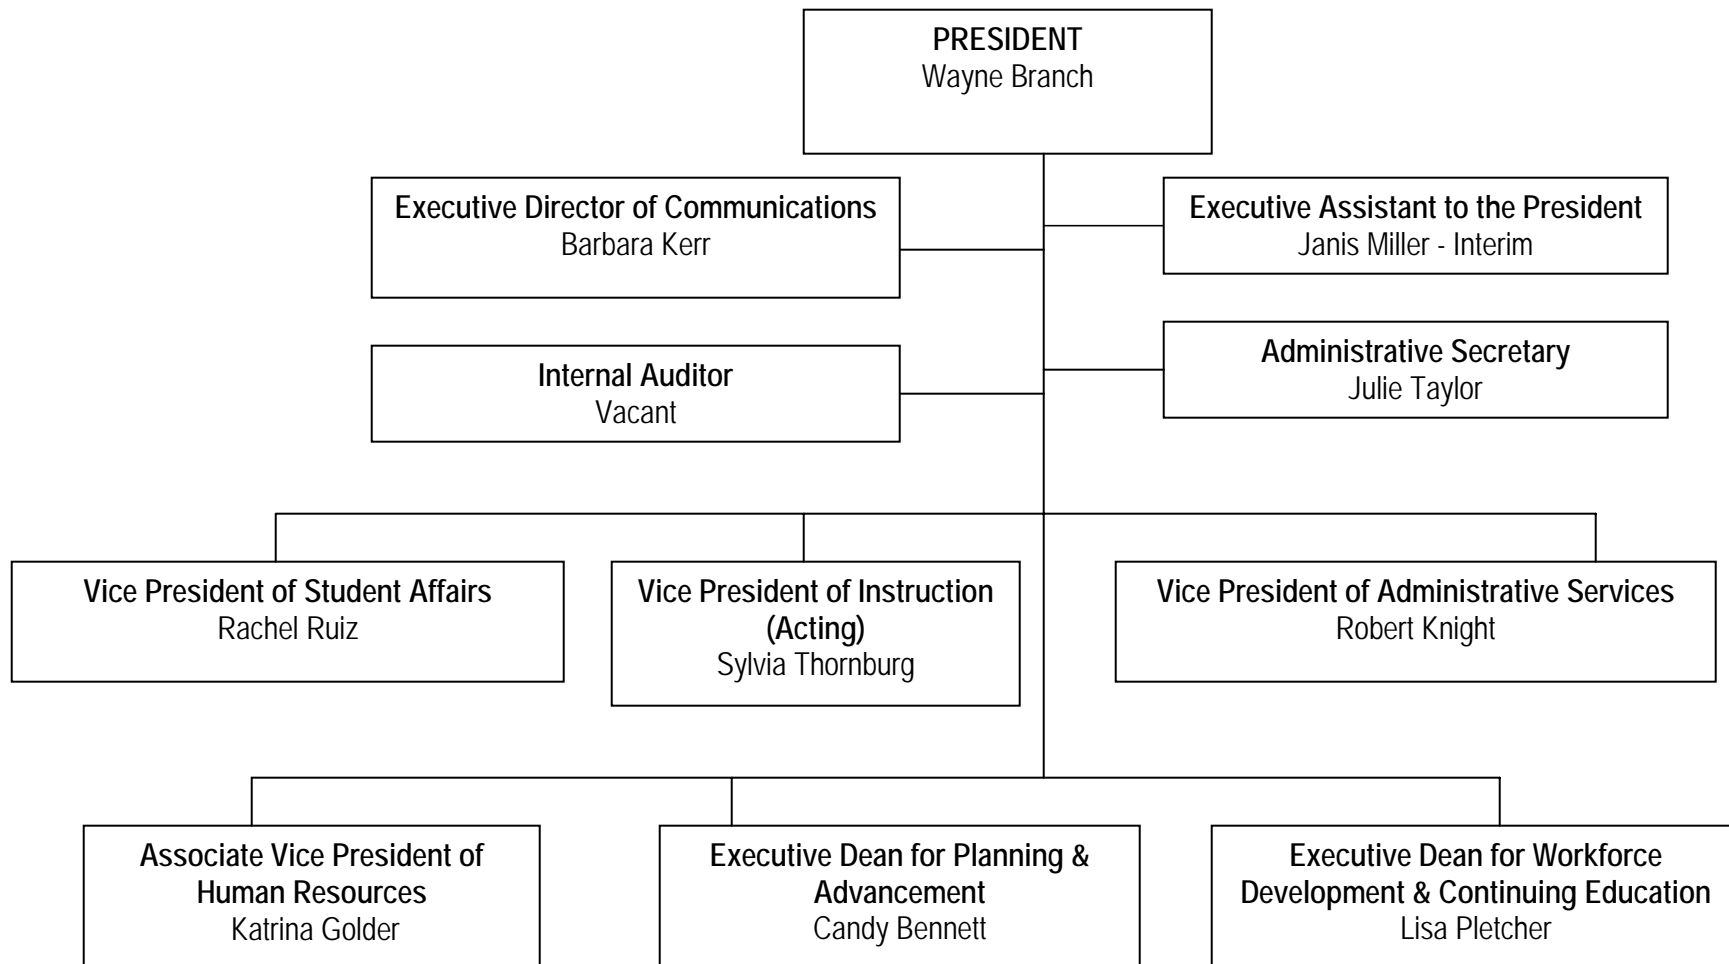 PRESIDENT
Wayne Branch
Executive Director of Communications
Barbara Kerr
Executive Assistant to the President
Janis Miller - Interim
Internal Auditor
Vacant
Administrative Secretary
Julie Taylor
Vice President of Student Affairs
Rachel Ruiz
Vice President of Instruction
(Acting)
Sylvia Thornburg
Vice President of Administrative Services
Robert Knight
Associate Vice President of
Human Resources
Katrina Golder
Executive Dean for Planning &
Advancement
Candy Bennett
Executive Dean for Workforce
Development & Continuing Education
Lisa Pletcher